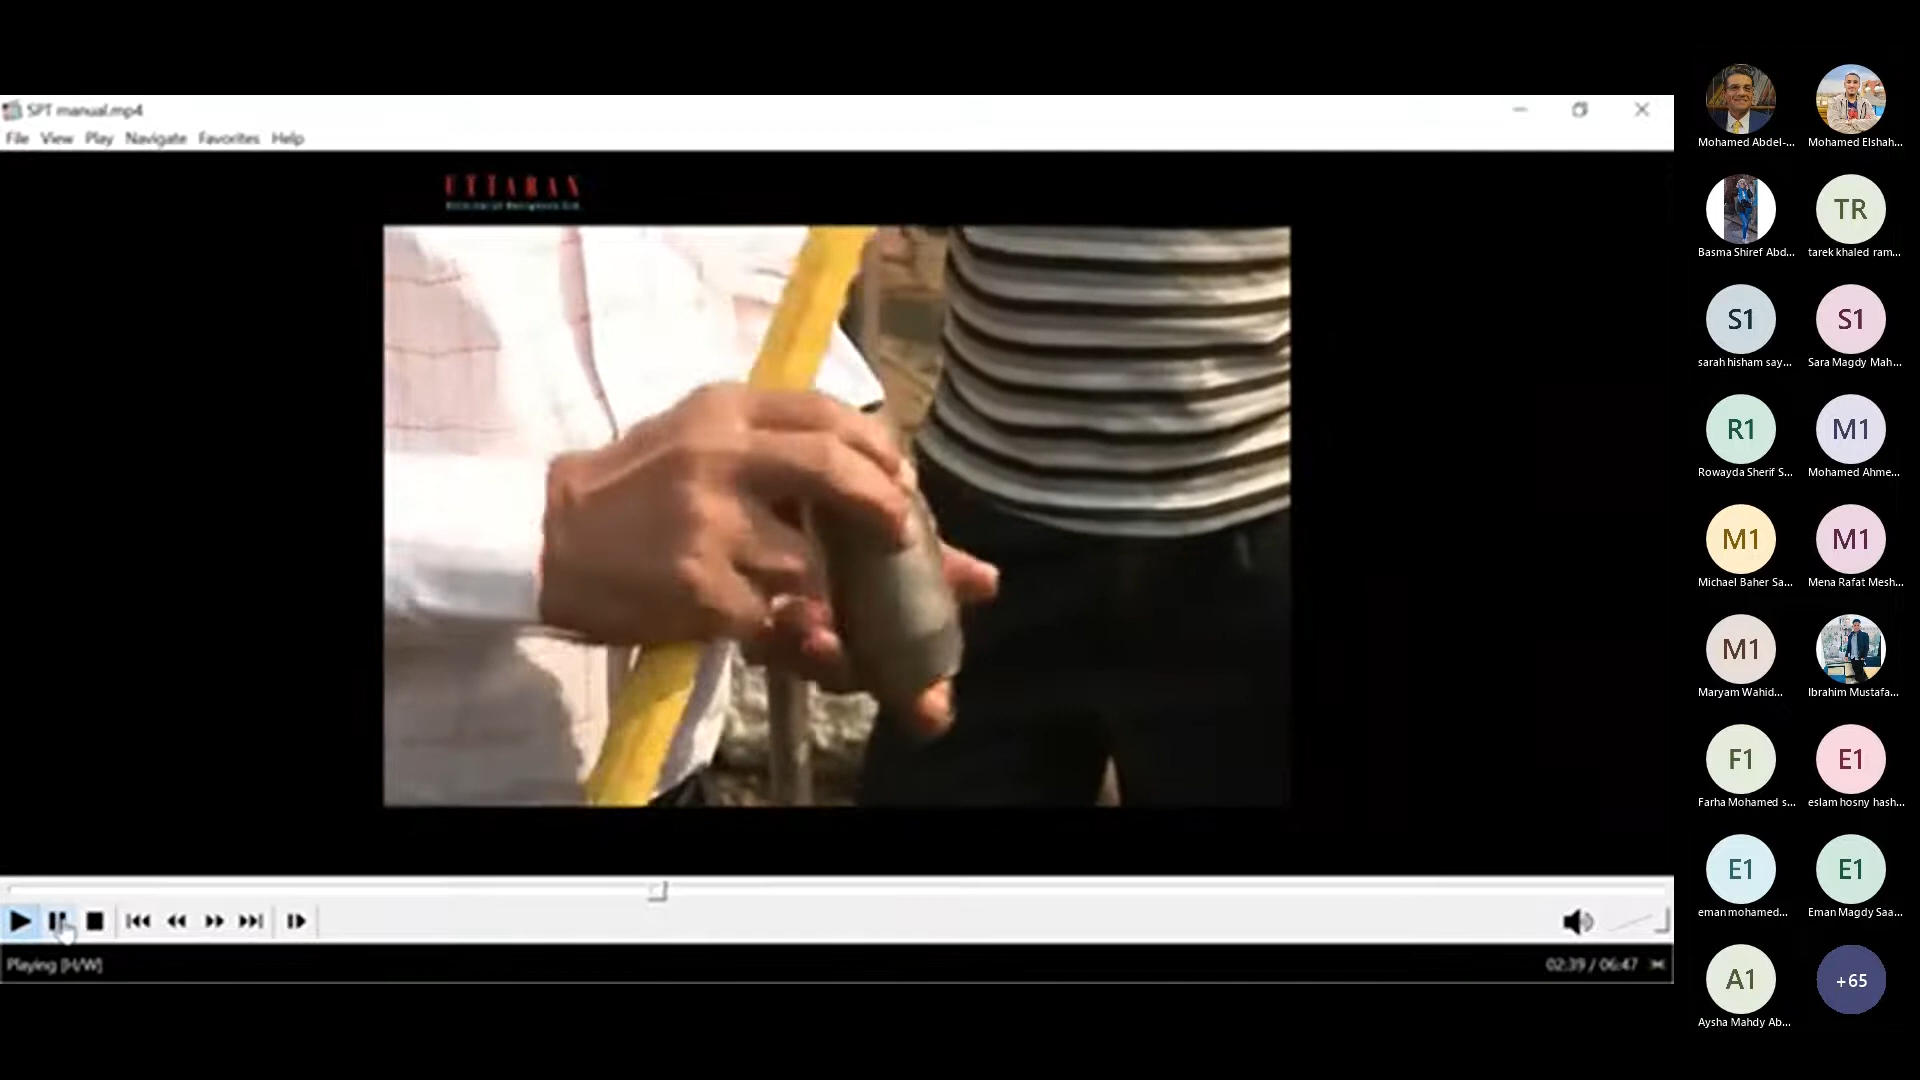 SPT manual.mp4
File View Play Navigate Favorites Help
UTTARAN
Playing [H/W]
02:39 / 06:47
Mohamed Abdel-...
Mohamed Elshah...
Basma Shiref Abd...
TR
tarek khaled ram...
S1
sarah hisham say...
S1
Sara Magdy Mah...
R1
Rowayda Sherif S...
M1
Mohamed Ahme...
M1
Michael Baher Sa...
M1
Mena Rafat Mesh...
M1
Maryam Wahid...
Ibrahim Mustafa...
F1
Farha Mohamed s...
E1
eslam hosny hash...
E1
eman mohamed...
E1
Eman Magdy Saa...
A1
Aysha Mahdy Ab...
+65